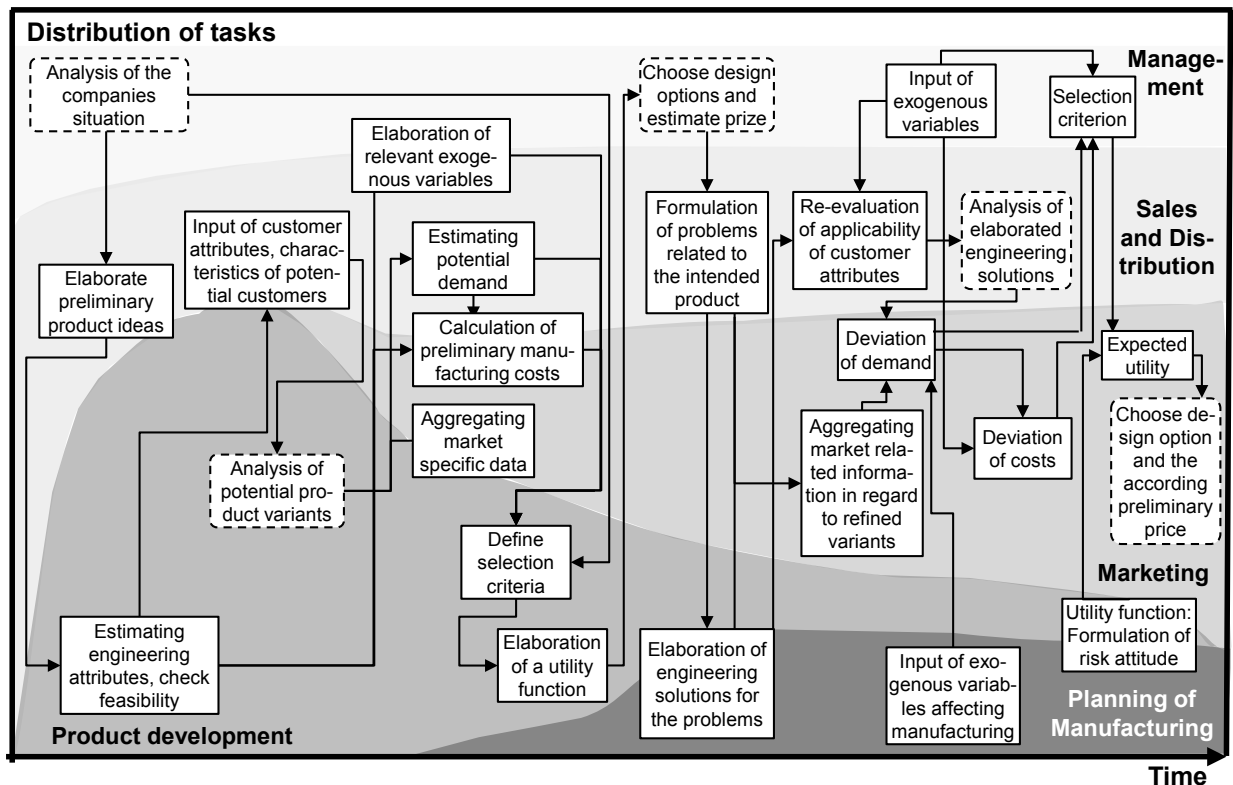 Distribution of tasks
Analysis of the
companies
situation
Choose design
options and
estimate prize
Input of
exogenous
variables
Manage-
ment
Selection
criterion
Elaboration of
relevant exoge-
nous variables
Input of customer
attributes, charac-
teristics of poten-
tial customers
Estimating
potential
demand
Formulation
of problems
related to
the intended
product
Re-evaluation
of applicability
of customer
attributes
Analysis of
elaborated
engineering
solutions
Sales
and Dis-
tribution
Elaborate
preliminary
product ideas
Calculation of
preliminary manu-
facturing costs
Deviation
of demand
Expected
utility
Aggregating
market
specific data
Aggregating
market related
information
in regard
to refined
variants
Deviation
of costs
Choose de-
sign option
and the
according
preliminary
price
Analysis of
potential pro-
duct variants
Define
selection
criteria
Marketing
Estimating
engineering
attributes, check
feasibility
Elaboration
of a utility
function
Elaboration of
engineering
solutions for
the problems
Input of exo-
genous variab-
les affecting
manufacturing
Utility function:
Formulation of
risk attitude
Planning of
Manufacturing
Product development
Time